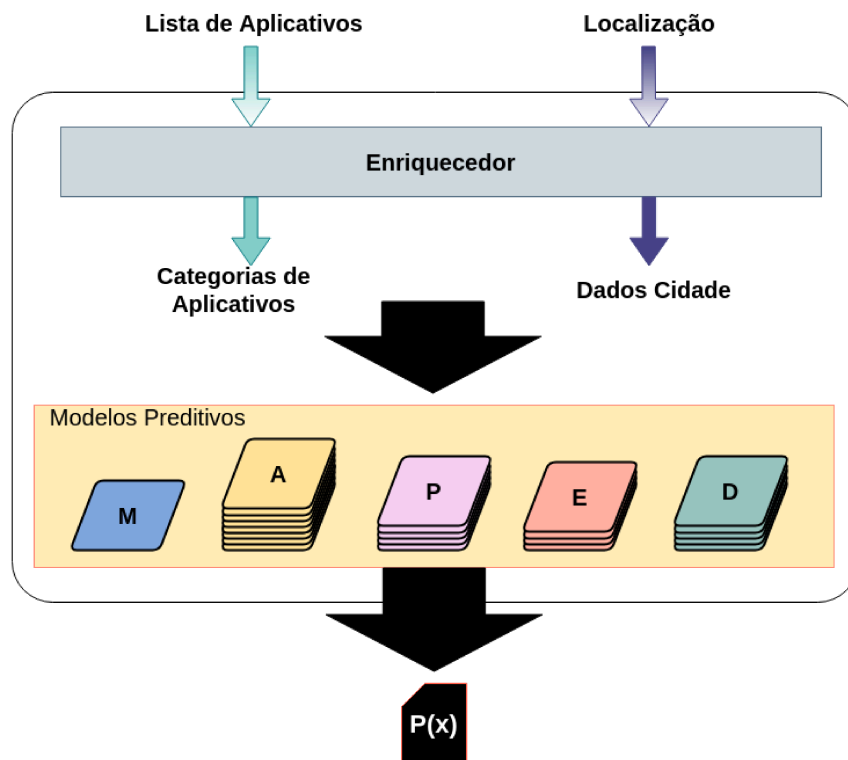 Lista de Aplicativos
Localização
Enriquecedor
Categorias de
Aplicativos
Dados Cidade
Modelos Preditivos
M
A
P
E
D
P(x)